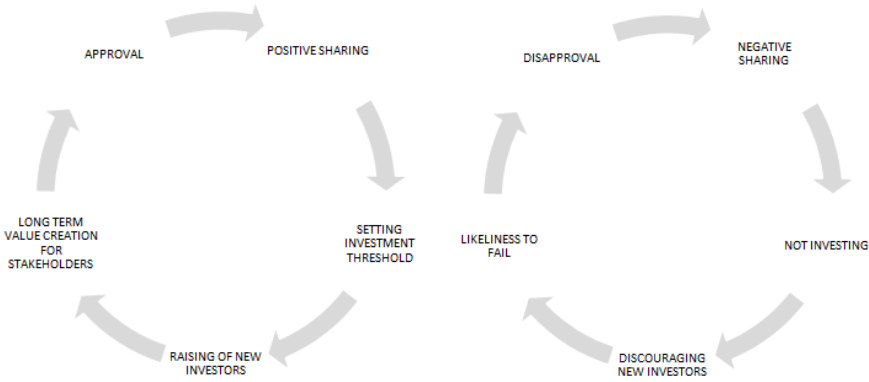 APPROVAL
POSITIVE SHARING
SETTING
INVESTMENT
THRESHOLD
RAISING OF NEW
INVESTORS
LONG TERM
VALUE CREATION
FOR
STAKEHOLDERS
DISAPPROVAL
NEGATIVE
SHARING
NOT INVESTING
DISCOURAGING
NEW INVESTORS
LIKELINESS TO
FAIL